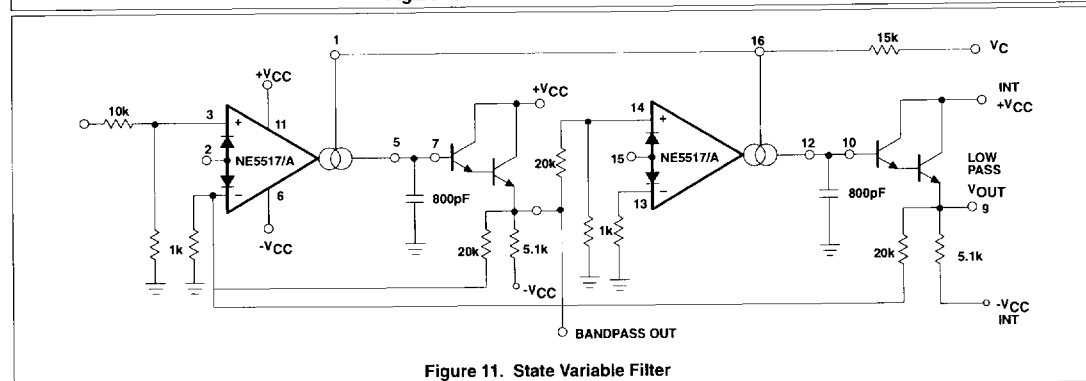 1
16
15k
VC
+VCC
10k
3
+
11
2
NE5517/A
6
-
-VCC
1k
5
7
+VCC
800pF
20k
5.1k
-VCC
20k
14
+
15
NE5517/A
-
13
1k
12
10
800pF
INT
+VCC
LOW
PASS
VOUT
9
20k
5.1k
-VCC
INT
BANDPASS OUT
Figure 11. State Variable Filter